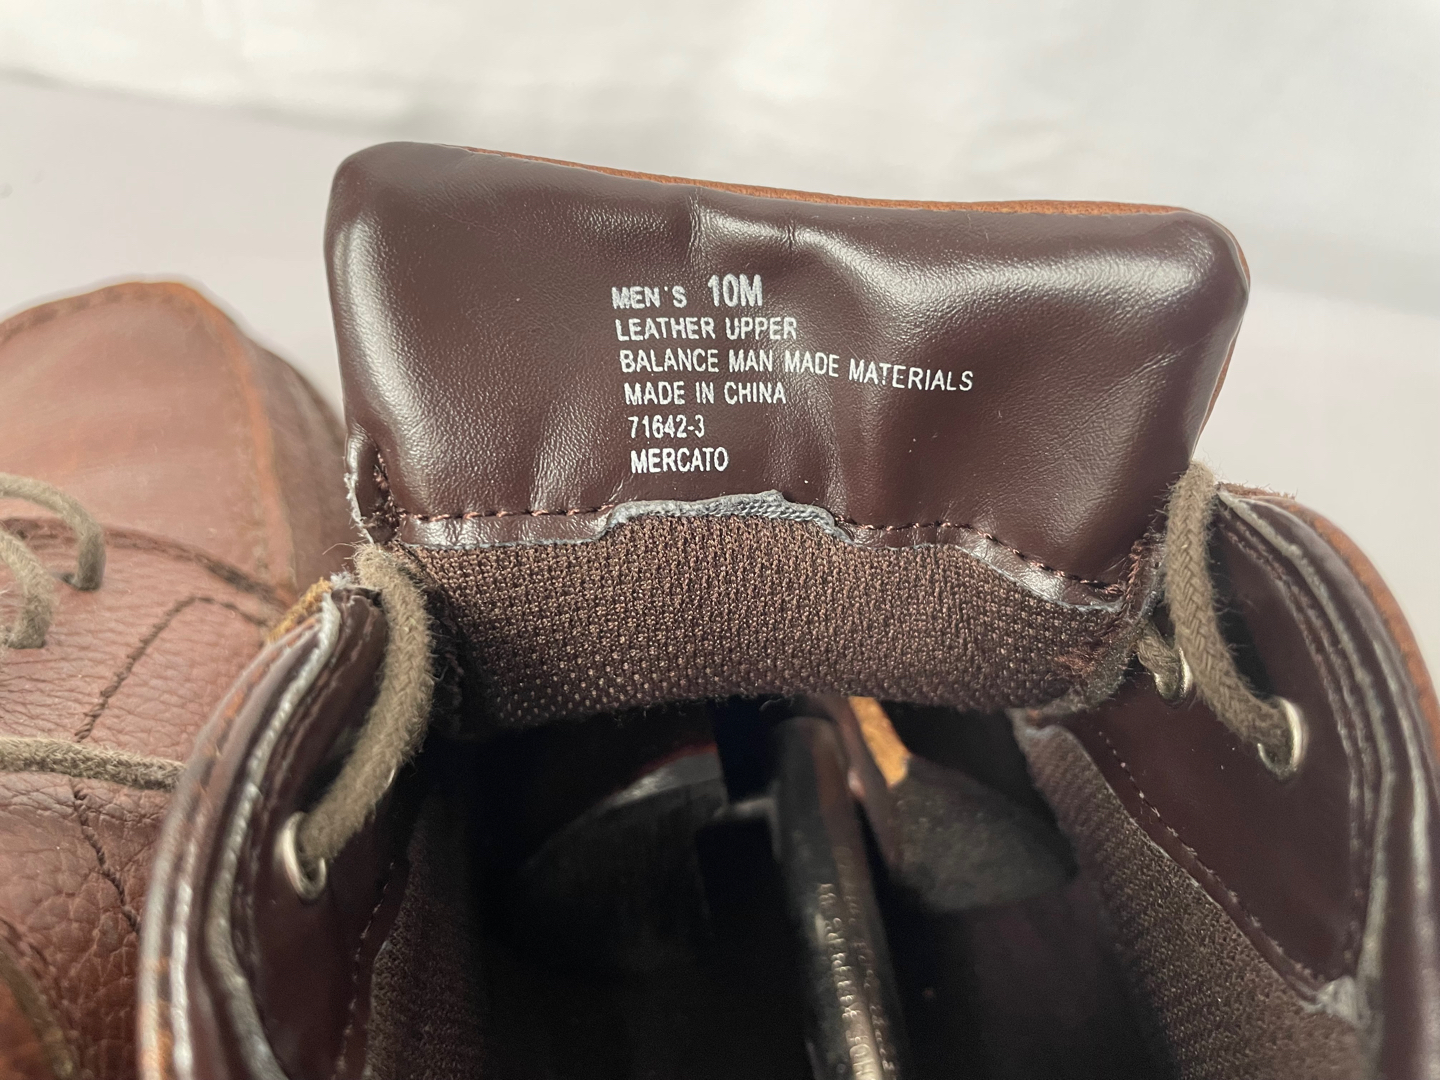 MEN'S 10M
LEATHER UPPER
BALANCE MAN MADE MATERIALS
MADE IN CHINA
71642-3
MERCATO